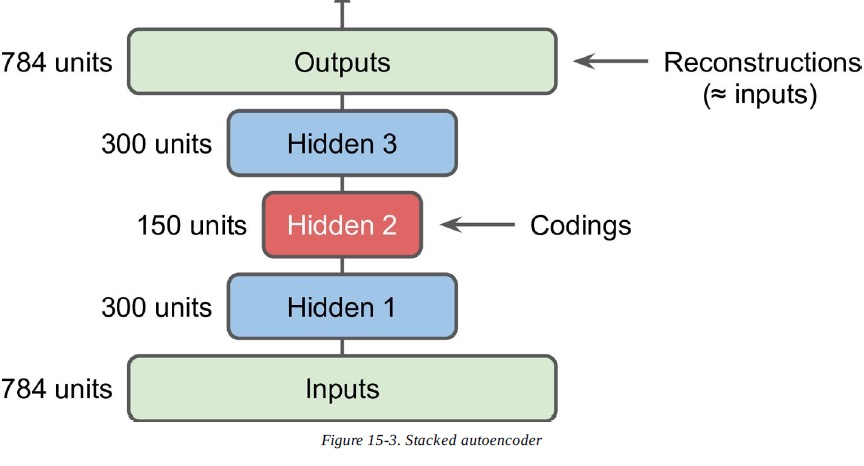 784 units
Outputs
Reconstructions
(≈ inputs)
300 units
Hidden 3
150 units
Hidden 2
Codings
300 units
Hidden 1
784 units
Inputs
Figure 15-3. Stacked autoencoder